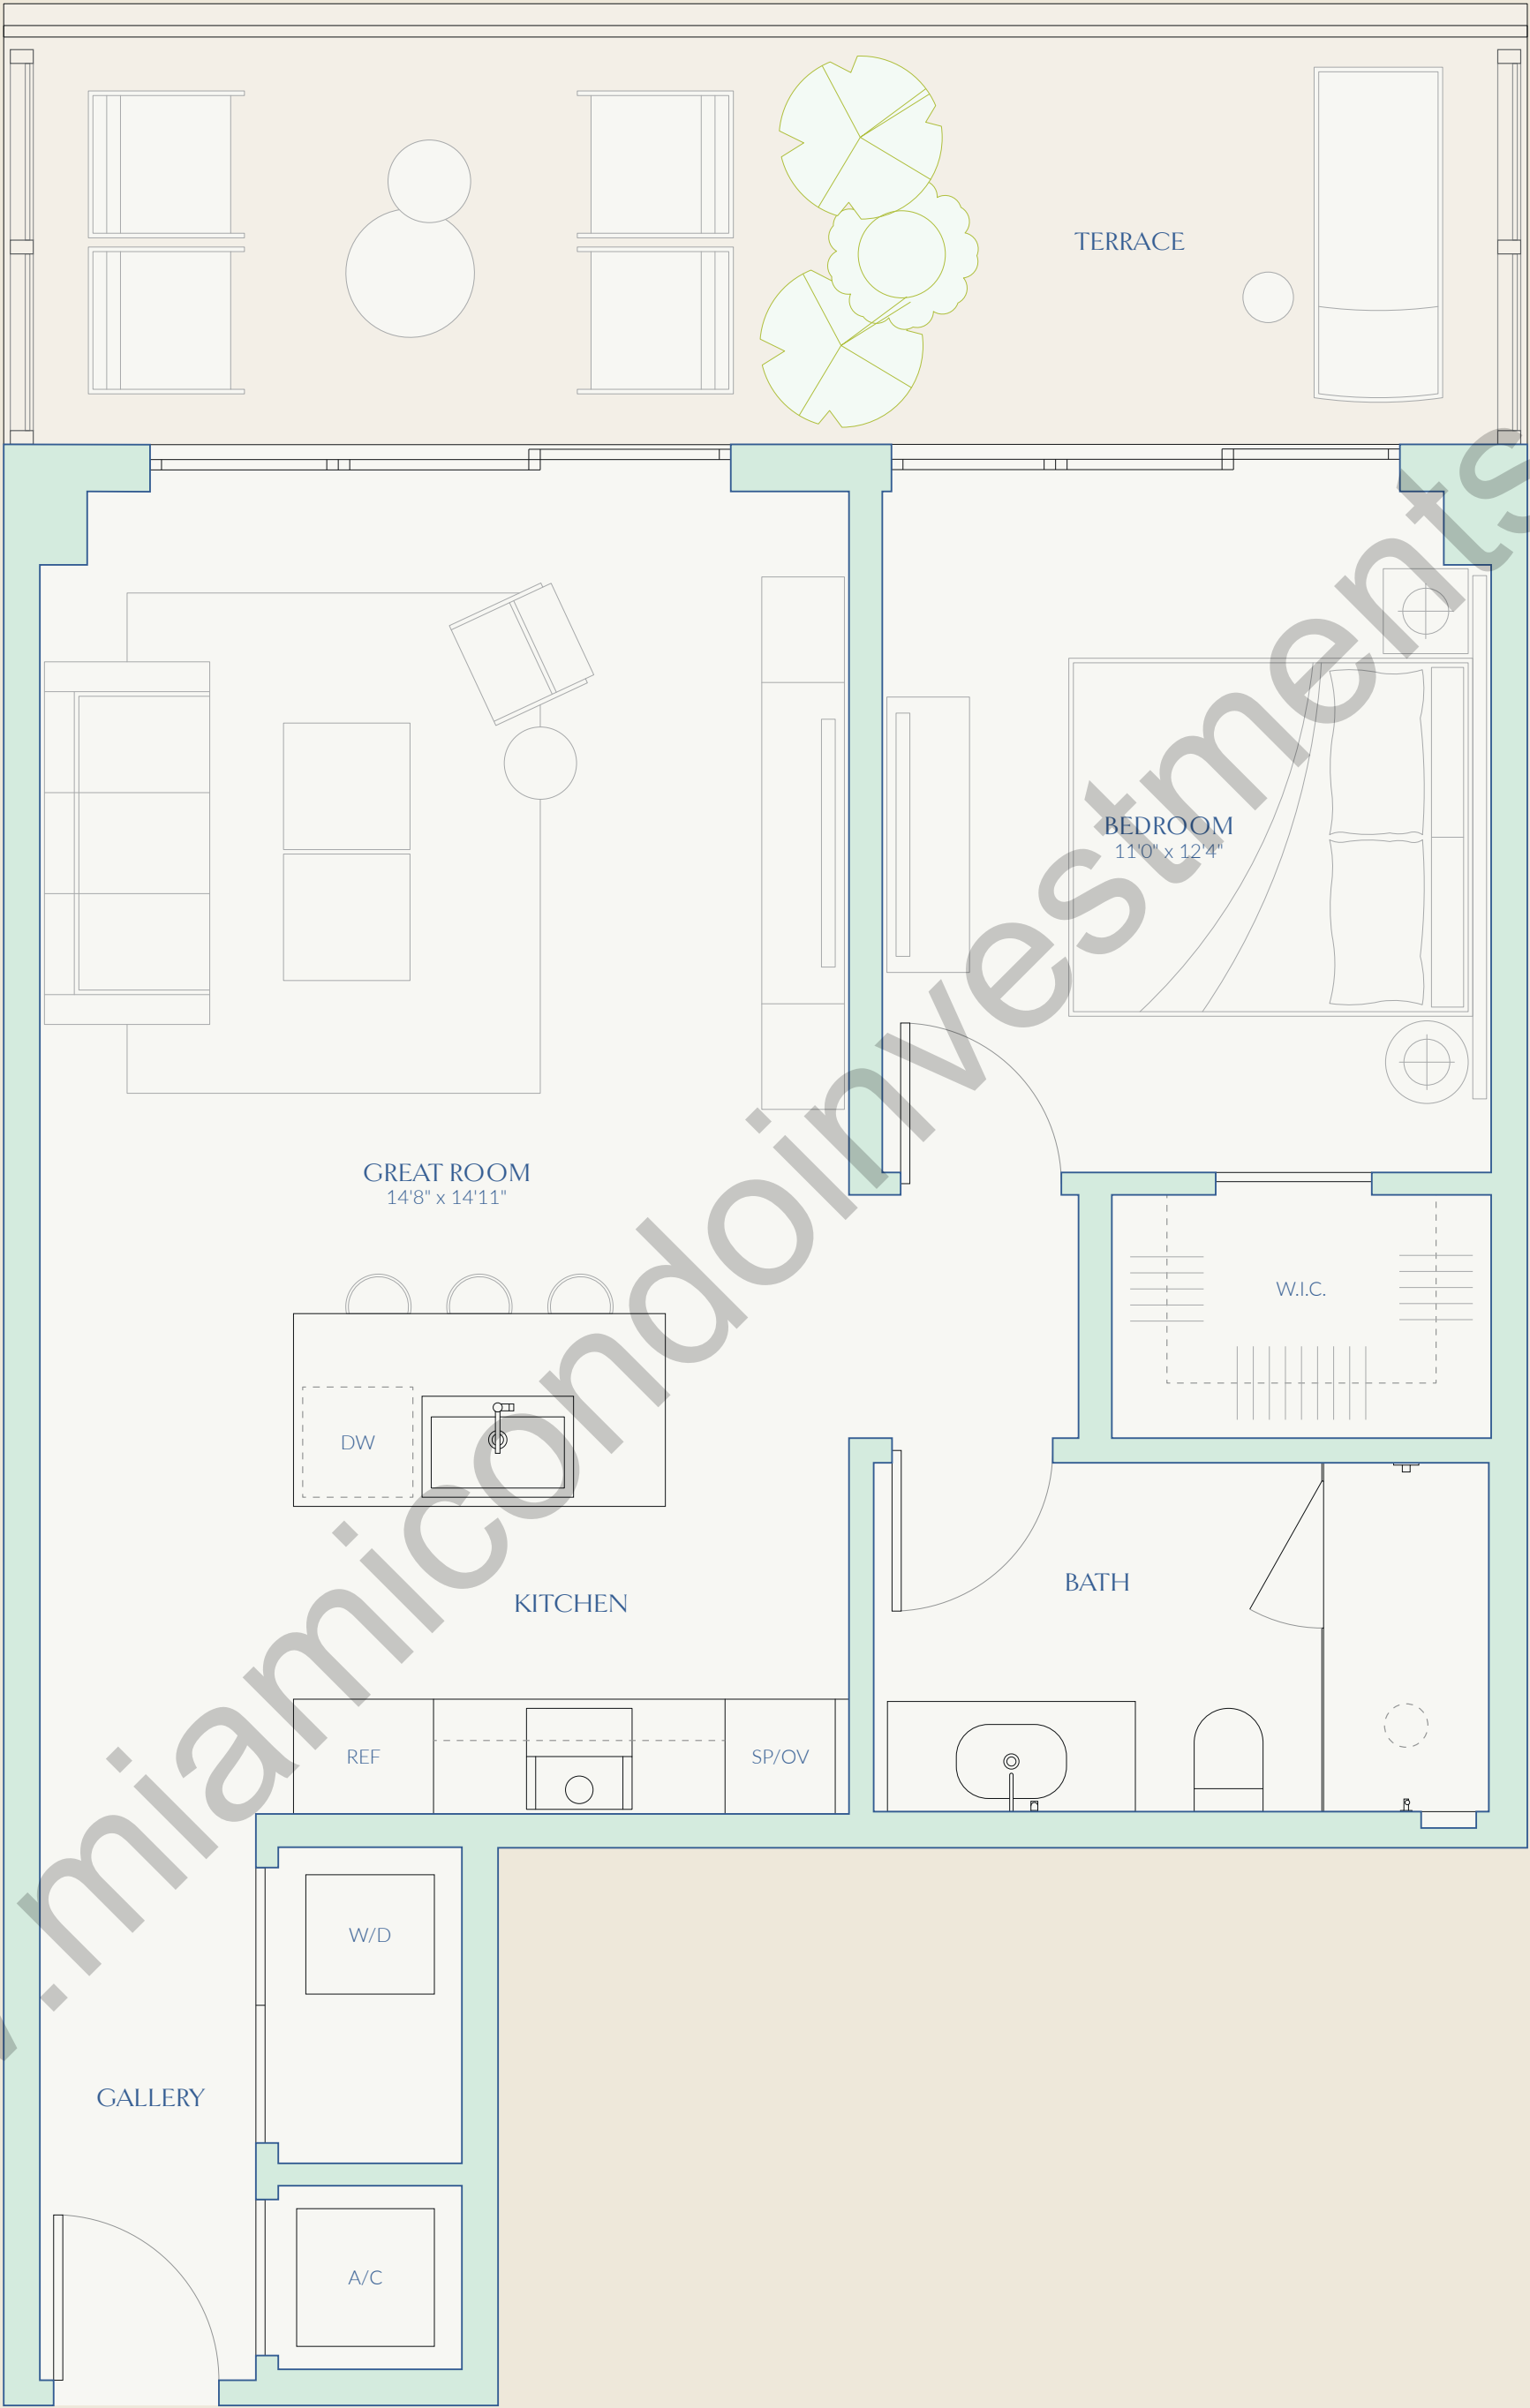 TERRACE
BEDROOM
11'0" x 12'4"
GREAT ROOM
14'8" x 14'11"
W.I.C.
DW
BATH
KITCHEN
REF
SP/OV
W/D
GALLERY
A/C
.miamicondoinvestments